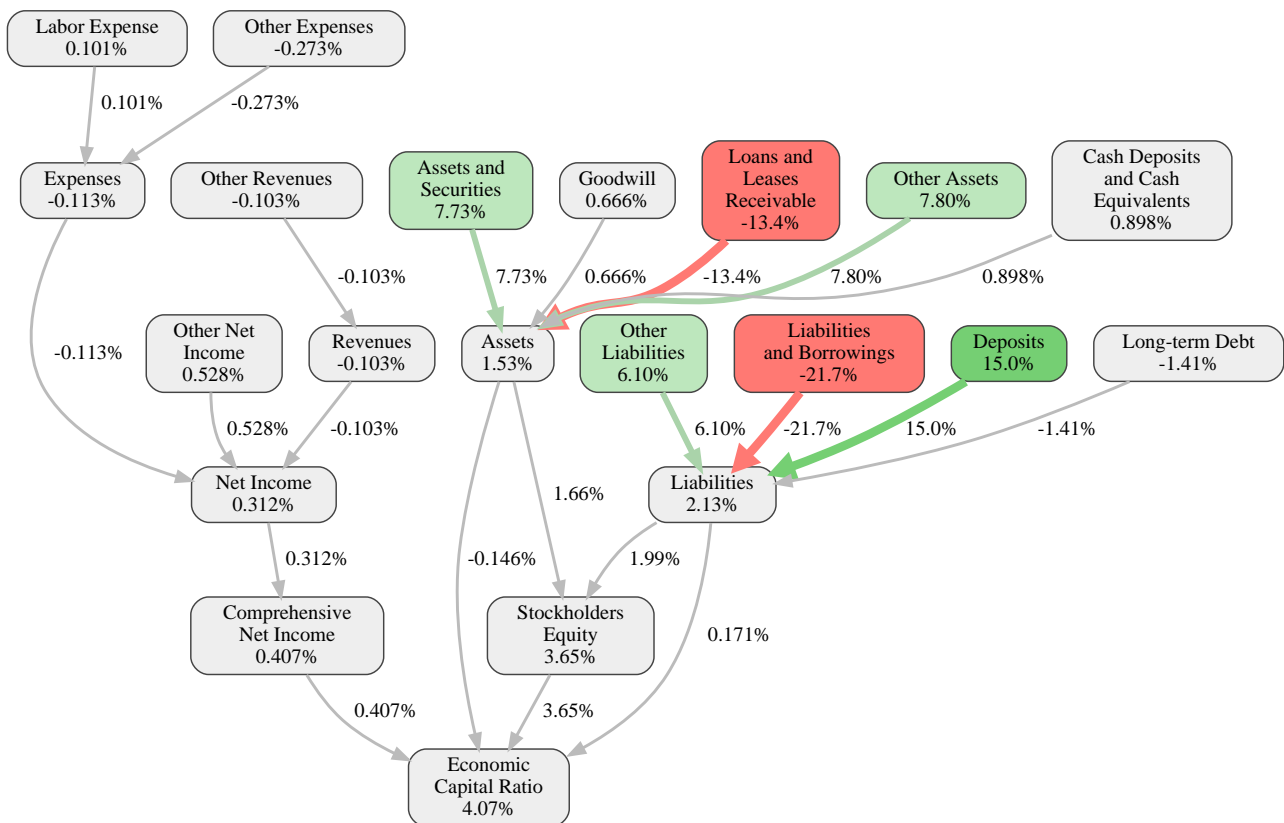 Labor Expense
0.101%
Other Expenses
-0.273%
0.101%
-0.273%
Expenses
-0.113%
Other Revenues
-0.103%
Assets and
Securities
7.73%
Goodwill
0.666%
Loans and
Leases
Receivable
-13.4%
Other Assets
7.80%
Cash Deposits
and Cash
Equivalents
0.898%
-0.103%
7.73%
0.666%
-13.4%
7.80%
0.898%
-0.113%
Other Net
Income
0.528%
Revenues
-0.103%
Assets
1.53%
Other
Liabilities
6.10%
Liabilities
and Borrowings
-21.7%
Deposits
15.0%
Long-term Debt
-1.41%
0.528%
-0.103%
6.10%
-21.7%
15.0%
-1.41%
Net Income
0.312%
1.66%
Liabilities
2.13%
0.312%
-0.146%
1.99%
Comprehensive
Net Income
0.407%
Stockholders
Equity
3.65%
0.171%
0.407%
3.65%
Economic
Capital Ratio
4.07%